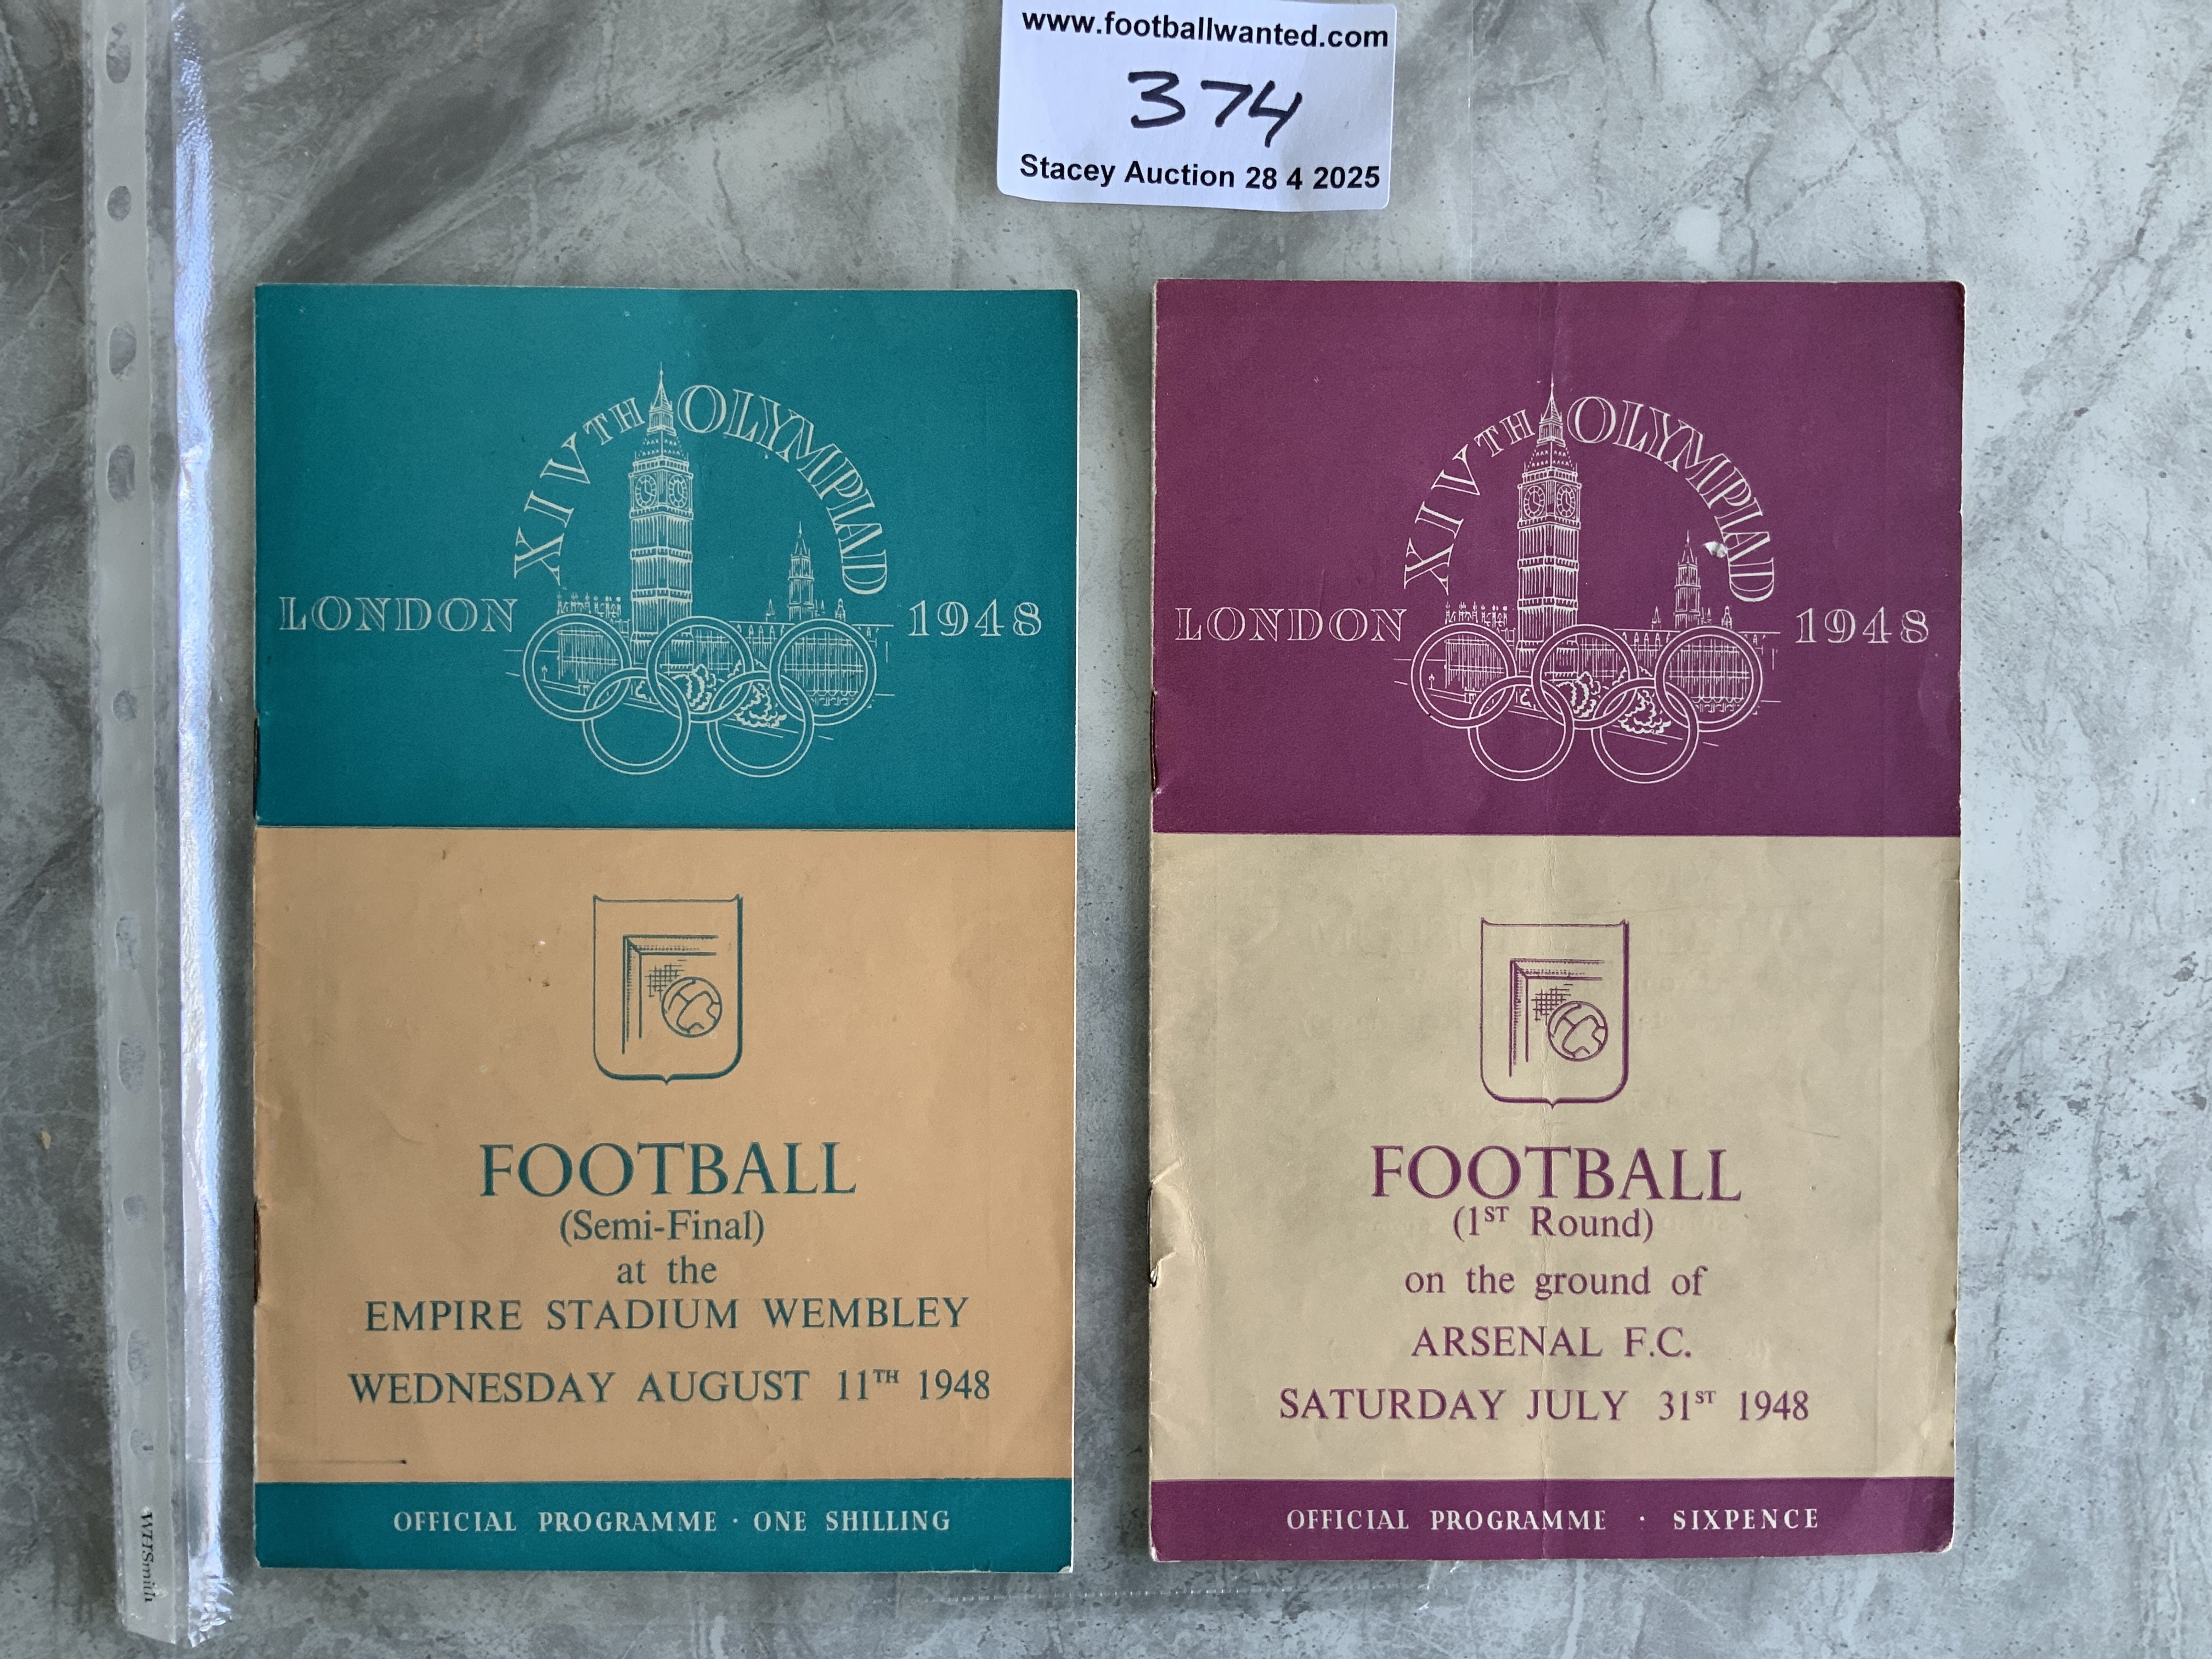 www.footballwanted.com
374
Stacey Auction 28 4 2025
XIVTH OLYMPIAD
LONDON 1948
FOOTBALL
(Semi-Final)
at the
EMPIRE STADIUM WEMBLEY
WEDNESDAY AUGUST 11TH 1948
OFFICIAL PROGRAMME · ONE SHILLING
XIVTH OLYMPIAD
LONDON 1948
FOOTBALL
(1ST Round)
on the ground of
ARSENAL F.C.
SATURDAY JULY 31ST 1948
OFFICIAL PROGRAMME · SIXPENCE
WHSmith